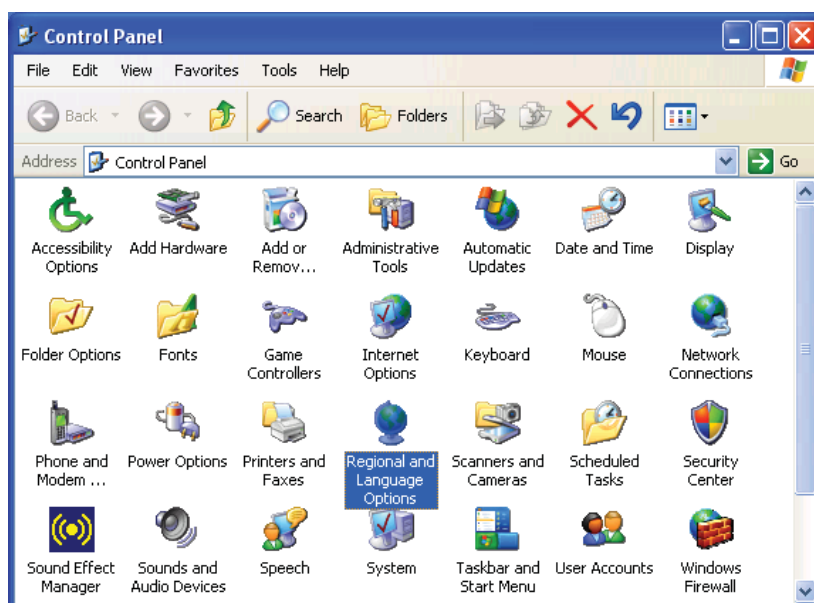 Control Panel
File Edit View Favorites Tools Help
Back Search Folders
Address Control Panel Go
Accessibility Options
Add Hardware
Add or Remov...
Administrative Tools
Automatic Updates
Date and Time
Display
Folder Options
Fonts
Game Controllers
Internet Options
Keyboard
Mouse
Network Connections
Phone and Modem ...
Power Options
Printers and Faxes
Regional and Language Options
Scanners and Cameras
Scheduled Tasks
Security Center
Sound Effect Manager
Sounds and Audio Devices
Speech
System
Taskbar and Start Menu
User Accounts
Windows Firewall